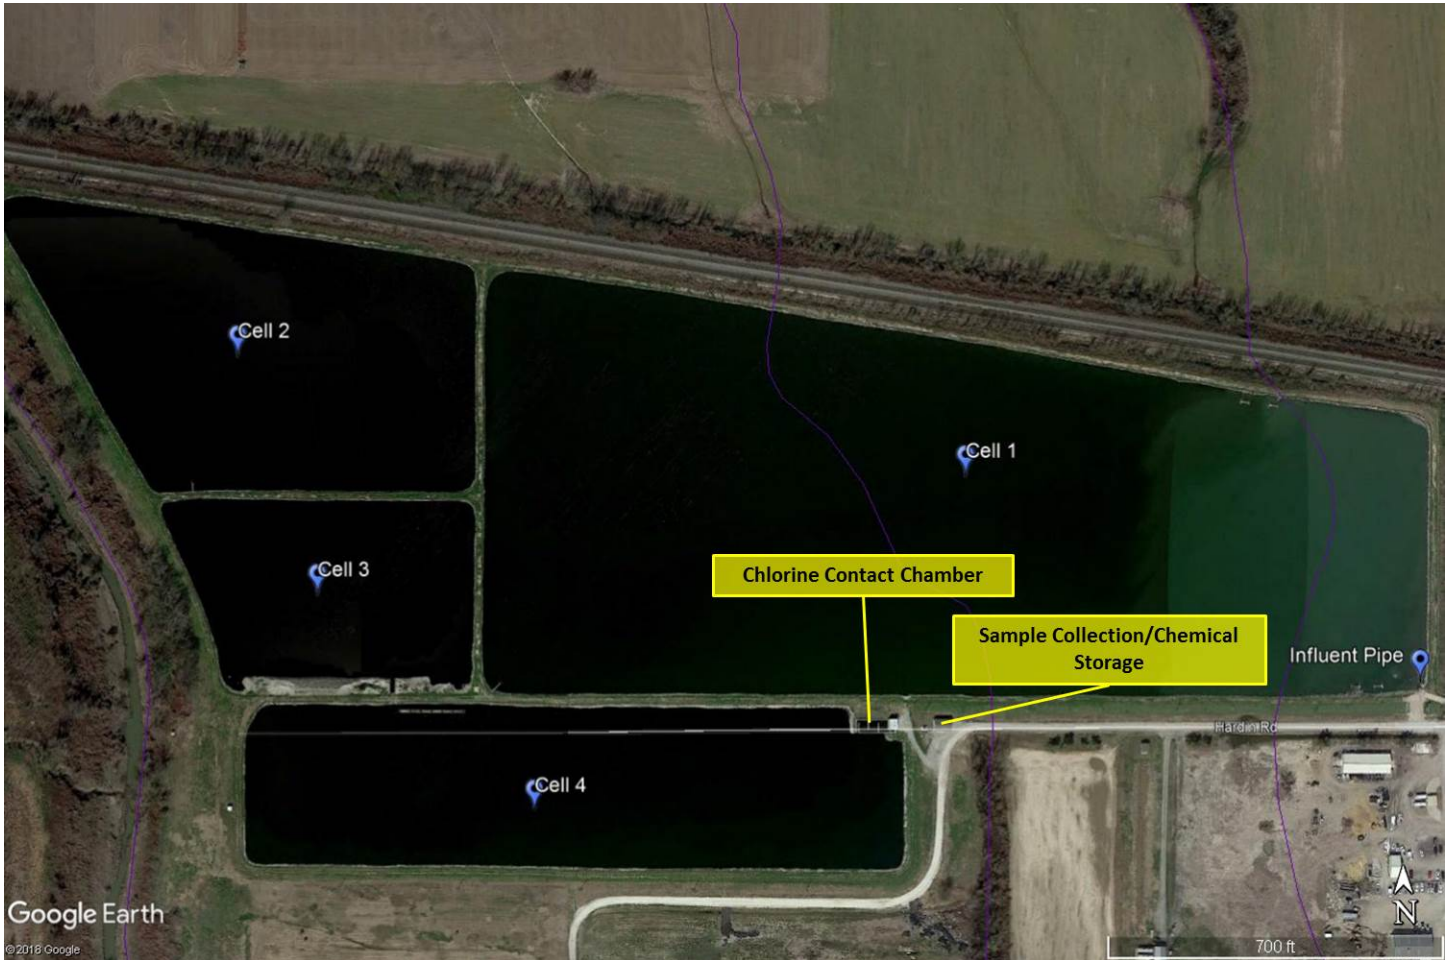 Cell 2
Cell 1
Cell 3
Chlorine Contact Chamber
Sample Collection/Chemical
Storage
Influent Pipe
Hardin Rd
Cell 4
N
Google Earth
©2018 Google
700 ft